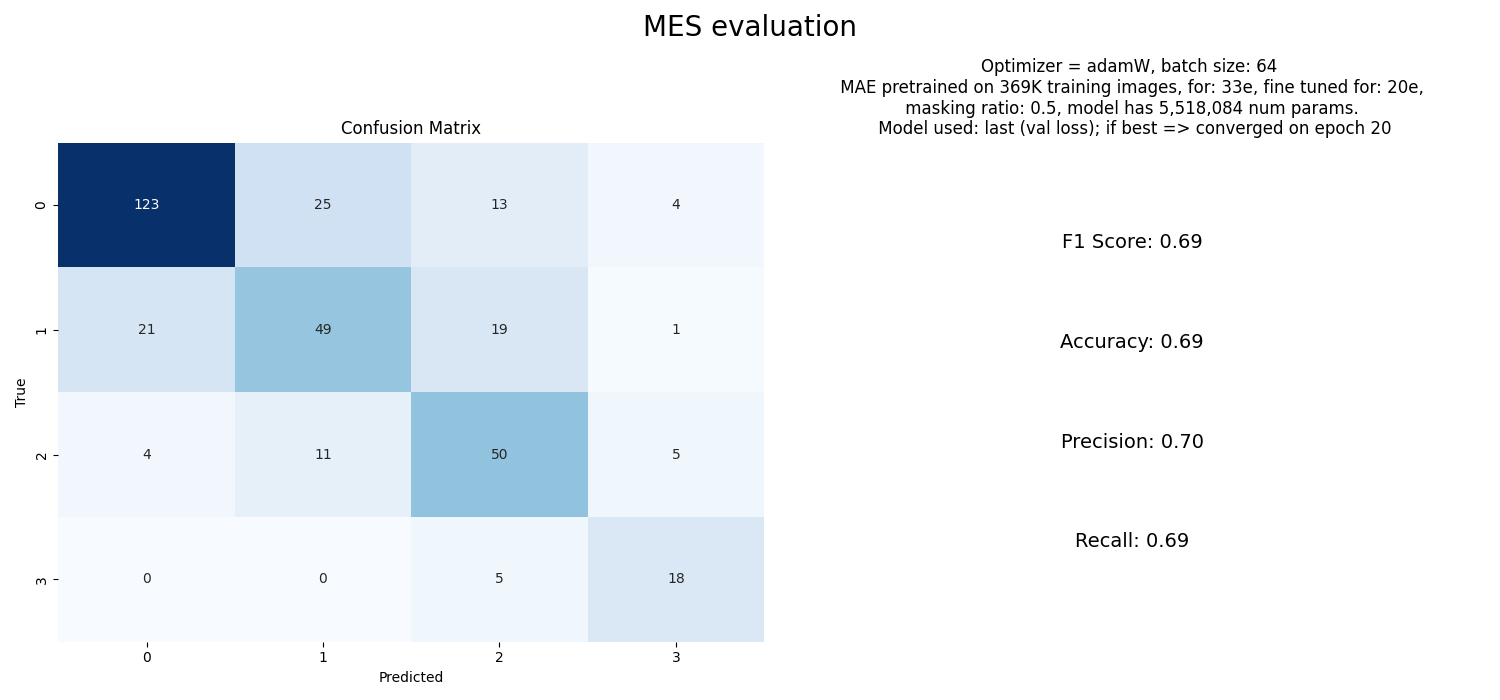 MES evaluation
Optimizer = adamW, batch size: 64
MAE pretrained on 369K training images, for: 33e, fine tuned for: 20e,
masking ratio: 0.5, model has 5,518,084 num params.
Model used: last (val loss); if best => converged on epoch 20
Confusion Matrix
True
0
123
25
13
4
1
21
49
19
1
2
4
11
50
5
3
0
0
5
18
0
1
2
3
Predicted
F1 Score: 0.69
Accuracy: 0.69
Precision: 0.70
Recall: 0.69